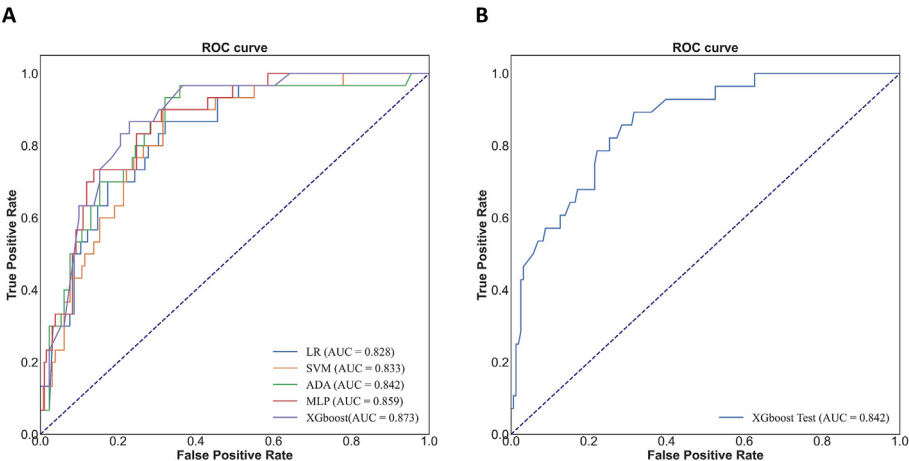 A
ROC curve
True Positive Rate
1.0
0.8
0.6
0.4
0.2
0.0
LR (AUC = 0.828)
SVM (AUC = 0.833)
ADA (AUC = 0.842)
MLP (AUC = 0.859)
XGboost(AUC = 0.873)
0.0 0.2 0.4 0.6 0.8 1.0
False Positive Rate
B
ROC curve
True Positive Rate
1.0
0.8
0.6
0.4
0.2
0.0
XGboost Test (AUC = 0.842)
0.0 0.2 0.4 0.6 0.8 1.0
False Positive Rate